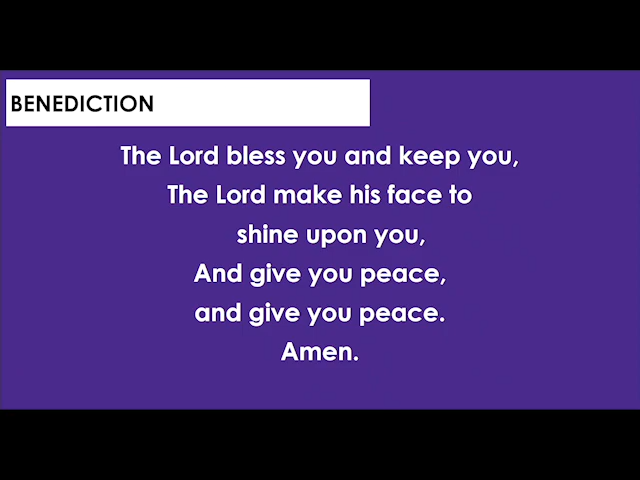 BENEDICTION
The Lord bless you and keep you,
The Lord make his face to
shine upon you,
And give you peace,
and give you peace.
Amen.